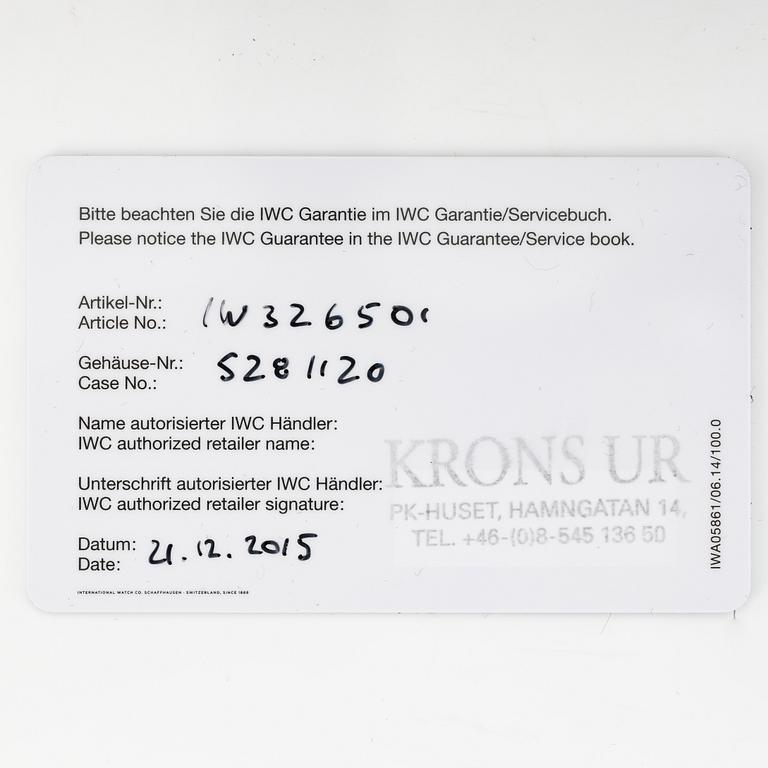 Bitte beachten Sie die IWC Garantie im IWC Garantie/Servicebuch.
Please notice the IWC Guarantee in the IWC Guarantee/Service book.
Artikel-Nr.:
Article No.: IW326501
Gehäuse-Nr.:
Case No.: 5281120
Name autorisierter IWC Händler:
IWC authorized retailer name:
KRONS UR
Unterschrift autorisierter IWC Händler:
IWC authorized retailer signature:
PK-HUSET, HAMNGATAN 14,
TEL. +46-(0)8-545 136 50
Datum:
Date: 21.12.2015
INTERNATIONAL WATCH CO. SCHAFFHAUSEN · SWITZERLAND, SINCE 1868
IWA05861/06.14/100.0